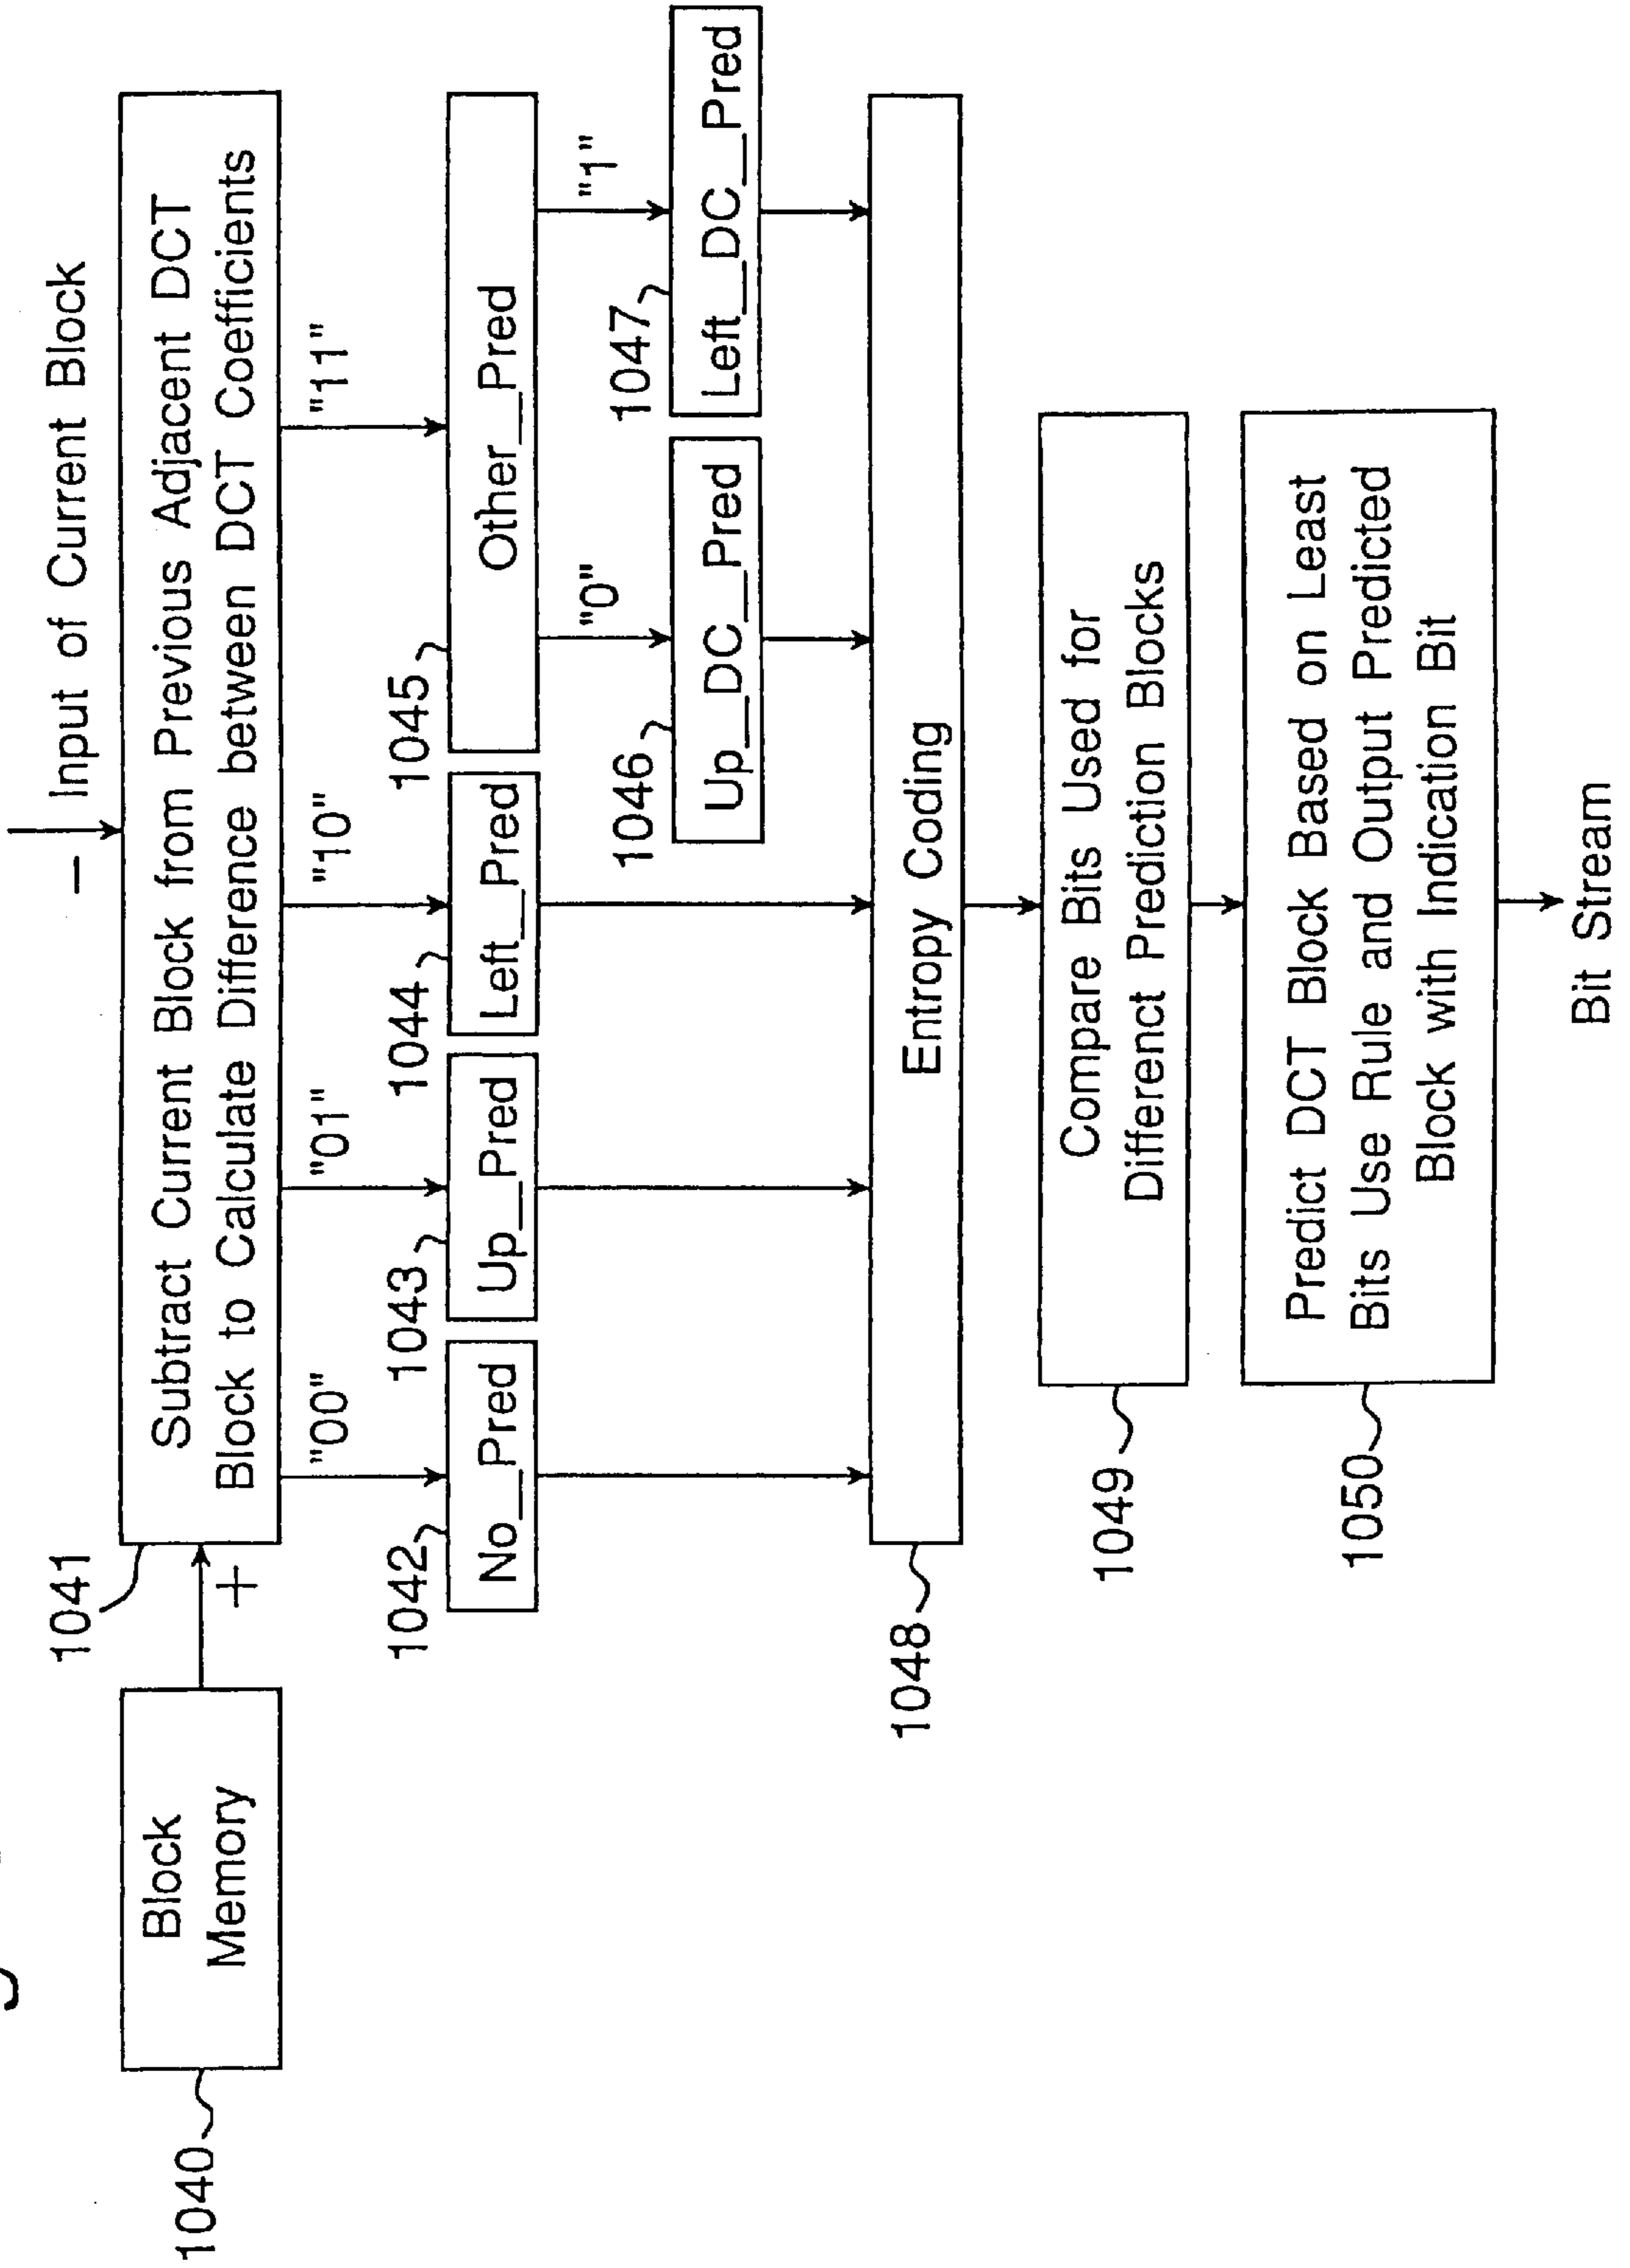 Input of Current Block
−
1041
Subtract Current Block from Previous Adjacent DCT
Block to Calculate Difference between DCT Coefficients
1040
Block
Memory
+
"00"
"01"
"10"
"11"
1042
No_Pred
1043
Up_Pred
1044
Left_Pred
1045
Other_Pred
"0"
"1"
1046
Up_DC_Pred
1047
Left_DC_Pred
1048
Entropy Coding
1049
Compare Bits Used for
Differenct Prediction Blocks
1050
Predict DCT Block Based on Least
Bits Use Rule and Output Predicted
Block with Indication Bit
Bit Stream